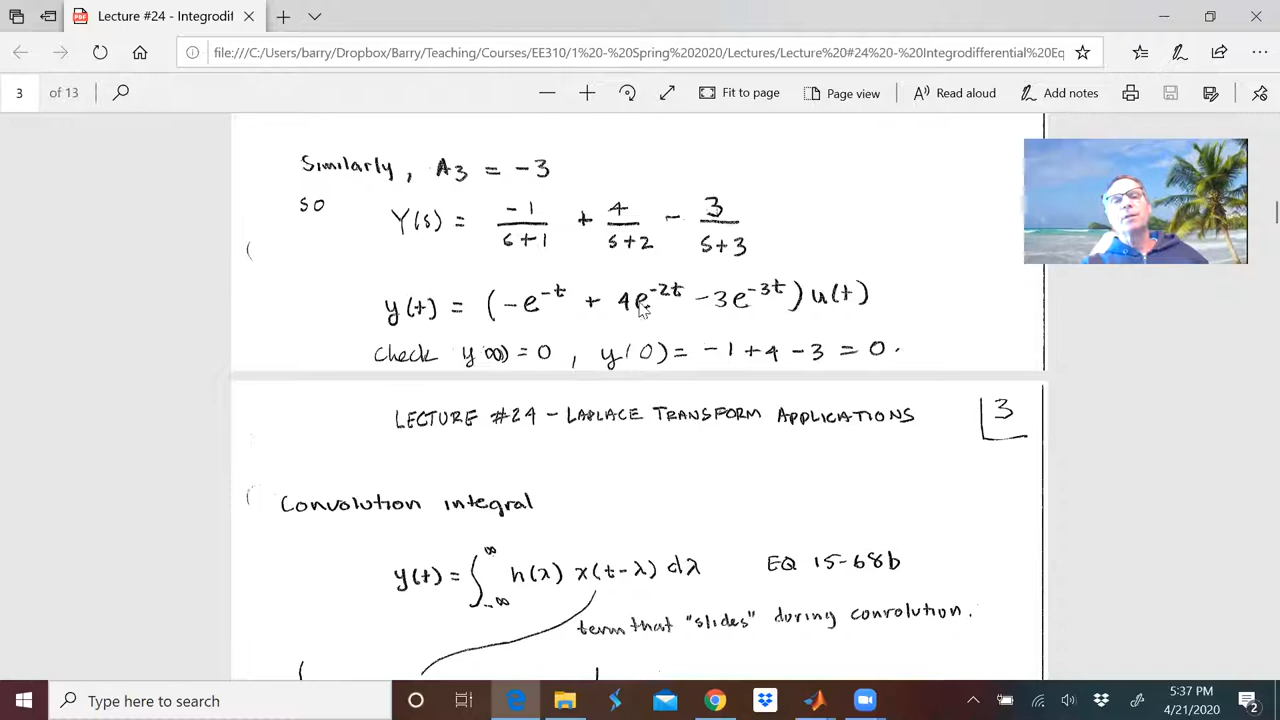 Lecture #24 - Integrodif
file:///C:/Users/barry/Dropbox/Barry/Teaching/Courses/EE310/1%20-%20Spring%202020/Lectures/Lecture%20#24%20-%20Integrodifferential%20Eq
3 of 13
Fit to page
Page view
Read aloud
Add notes
Similarly, A3 = -3
so
Y(s) = -1/(s+1) + 4/(s+2) - 3/(s+3)
y(t) = (-e^-t + 4e^-2t - 3e^-3t) u(t)
Check y(∞) = 0, y(0) = -1 + 4 - 3 = 0.
LECTURE #24 - LAPLACE TRANSFORM APPLICATIONS
3
Convolution integral
y(t) = ∫_-∞^∞ h(λ) x(t-λ) dλ EQ 15-68b
term that "slides" during convolution.
Type here to search
5:37 PM
4/21/2020
2